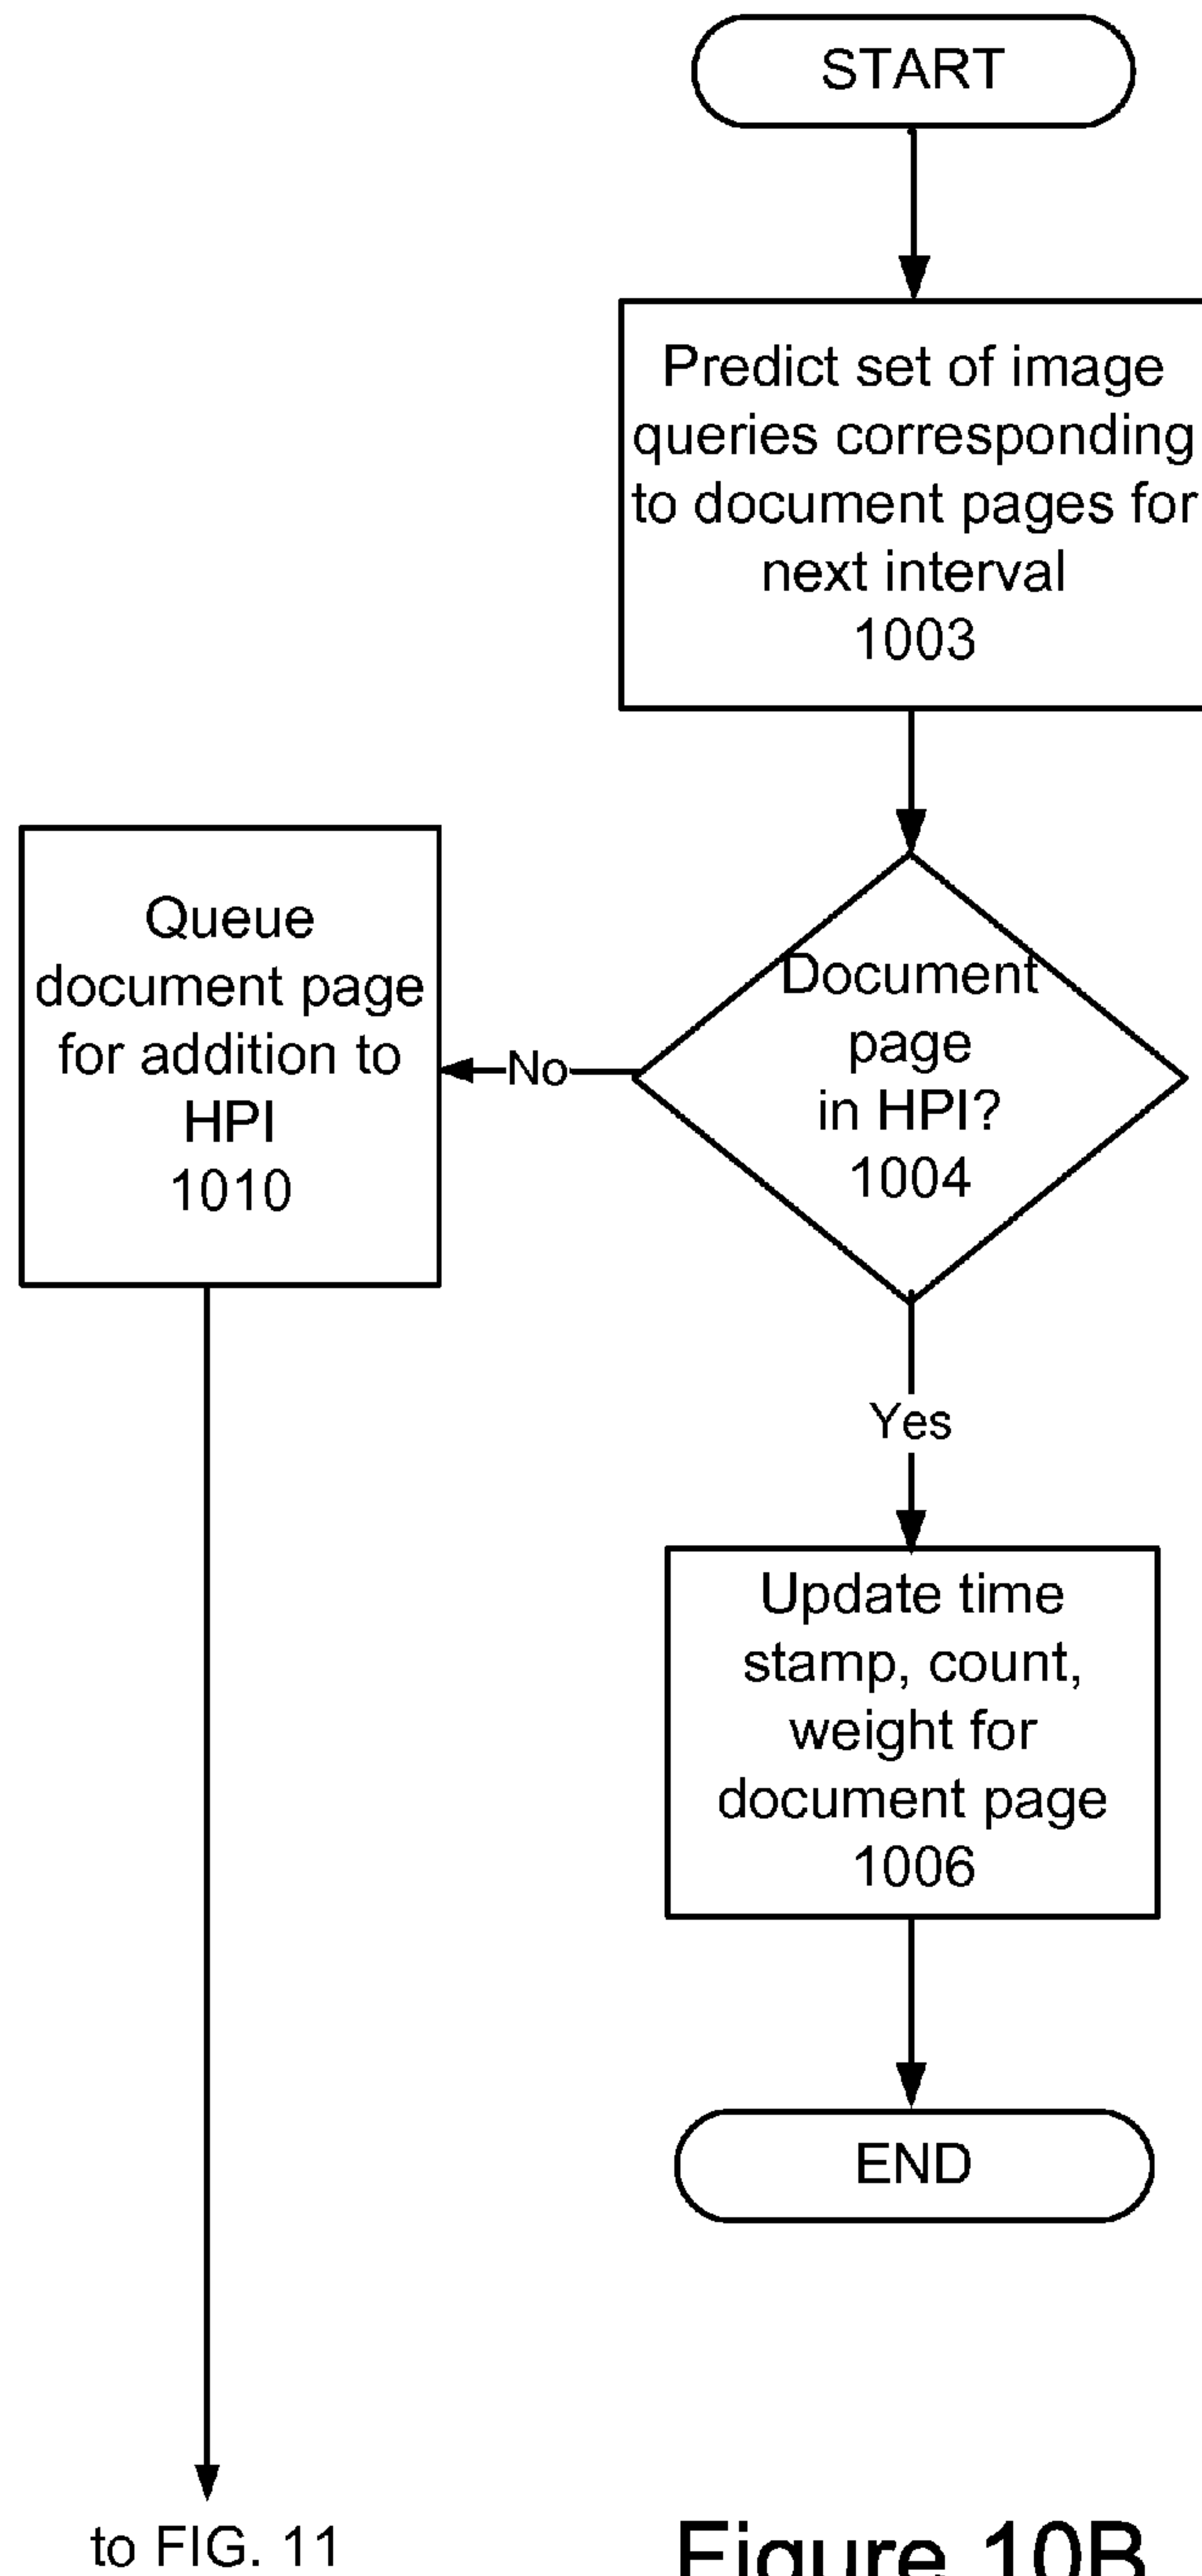 START
Predict set of image
queries corresponding
to document pages for
next interval
1003
Document
page
in HPI?
1004
No
Queue
document page
for addition to
HPI
1010
Yes
Update time
stamp, count,
weight for
document page
1006
END
to FIG. 11
Figure 10B